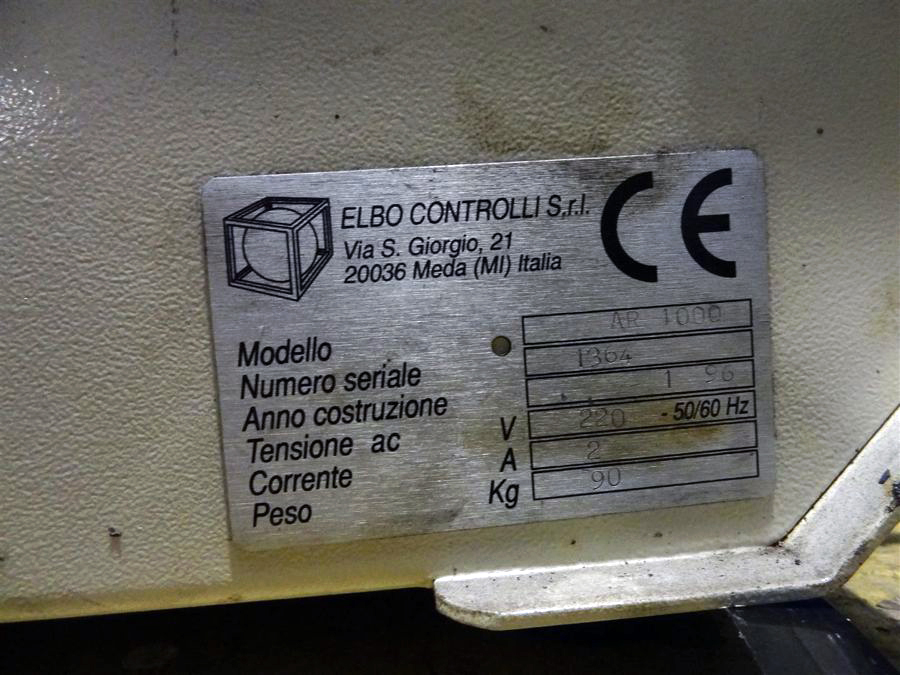 ELBO CONTROLLI S.r.l.
Via S. Giorgio, 21
20036 Meda (MI) Italia
CE
Modello AR 1000
Numero seriale 1364
Anno costruzione 1 96
Tensione ac V 220 - 50/60 Hz
Corrente A 2
Peso Kg 90